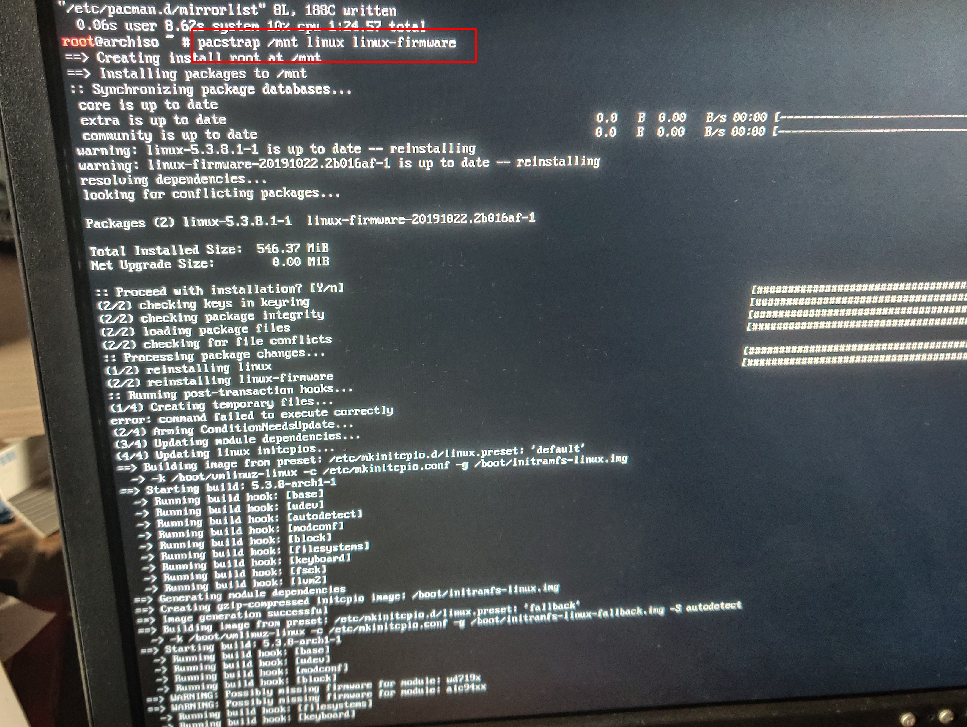 "/etc/pacman.d/mirrorlist" 8L, 188C written
0.06s user 8.67s system 10% cpu 1:24.57 total
root@archiso ~ # pacstrap /mnt linux linux-firmware
==> Creating install root at /mnt
==> Installing packages to /mnt
:: Synchronizing package databases...
core is up to date
extra is up to date 0.0 B 0.00 B/s 00:00 [
community is up to date 0.0 B 0.00 B/s 00:00 [
warning: linux-5.3.8.1-1 is up to date -- reinstalling
warning: linux-firmware-20191022.2b016af-1 is up to date -- reinstalling
resolving dependencies...
looking for conflicting packages...
Packages (2) linux-5.3.8.1-1 linux-firmware-20191022.2b016af-1
Total Installed Size: 546.37 MiB
Net Upgrade Size: 0.00 MiB
:: Proceed with installation? [Y/n]
(2/2) checking keys in keyring
(2/2) checking package integrity
(2/2) loading package files
(2/2) checking for file conflicts
:: Processing package changes...
(1/2) reinstalling linux
(2/2) reinstalling linux-firmware
:: Running post-transaction hooks...
(1/4) Creating temporary files...
error: command failed to execute correctly
(2/4) Arming ConditionNeedsUpdate...
(3/4) Updating module dependencies...
(4/4) Updating linux initcpios...
==> Building image from preset: /etc/mkinitcpio.d/linux.preset: 'default'
-> -k /boot/vmlinuz-linux -c /etc/mkinitcpio.conf -g /boot/initramfs-linux.img
==> Starting build: 5.3.8-arch1-1
-> Running build hook: [base]
-> Running build hook: [udev]
-> Running build hook: [autodetect]
-> Running build hook: [modconf]
-> Running build hook: [block]
-> Running build hook: [filesystems]
-> Running build hook: [keyboard]
-> Running build hook: [fsck]
-> Running build hook: [lvm2]
==> Generating module dependencies
==> Creating gzip-compressed initcpio image: /boot/initramfs-linux.img
==> Image generation successful
==> Building image from preset: /etc/mkinitcpio.d/linux.preset: 'fallback'
-> -k /boot/vmlinuz-linux -c /etc/mkinitcpio.conf -g /boot/initramfs-linux-fallback.img -S autodetect
==> Starting build: 5.3.8-arch1-1
-> Running build hook: [base]
-> Running build hook: [udev]
-> Running build hook: [modconf]
-> Running build hook: [block]
==> WARNING: Possibly missing firmware for module: wd719x
==> WARNING: Possibly missing firmware for module: aic94xx
-> Running build hook: [filesystems]
-> Running build hook: [keyboard]